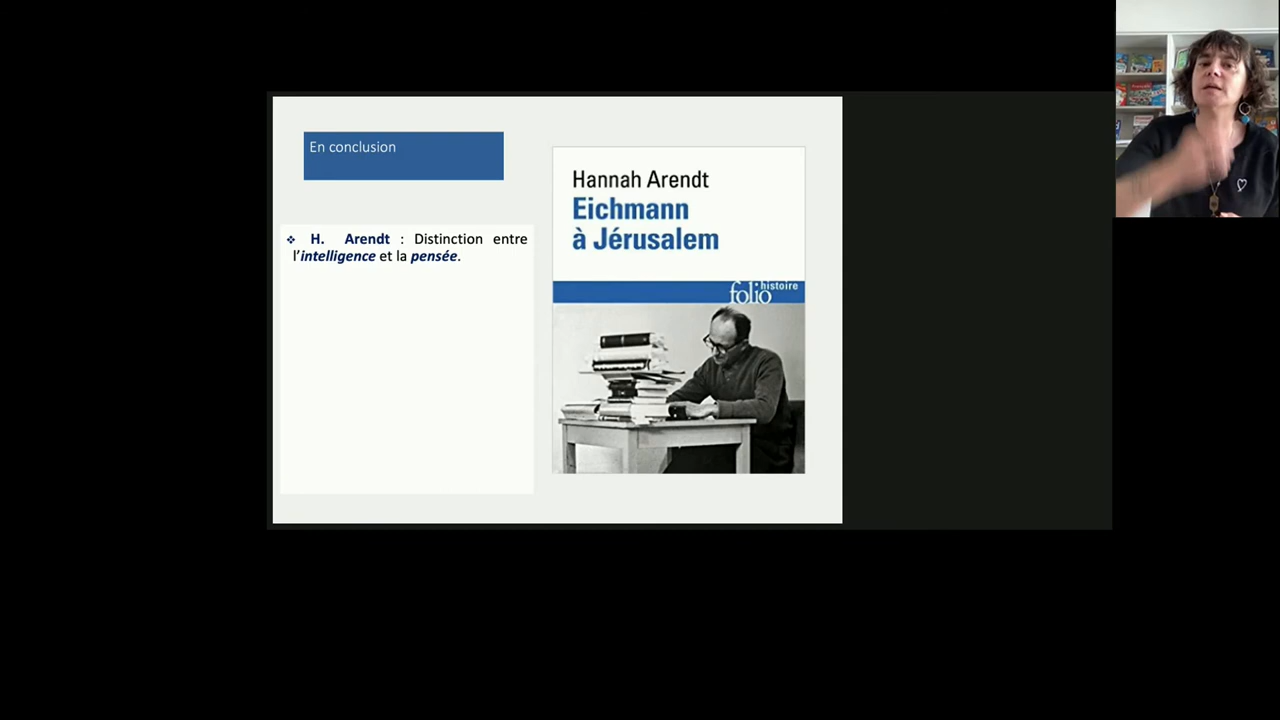 En conclusion
❖ H. Arendt : Distinction entre
l’intelligence et la pensée.
Hannah Arendt
Eichmann
à Jérusalem
folio histoire